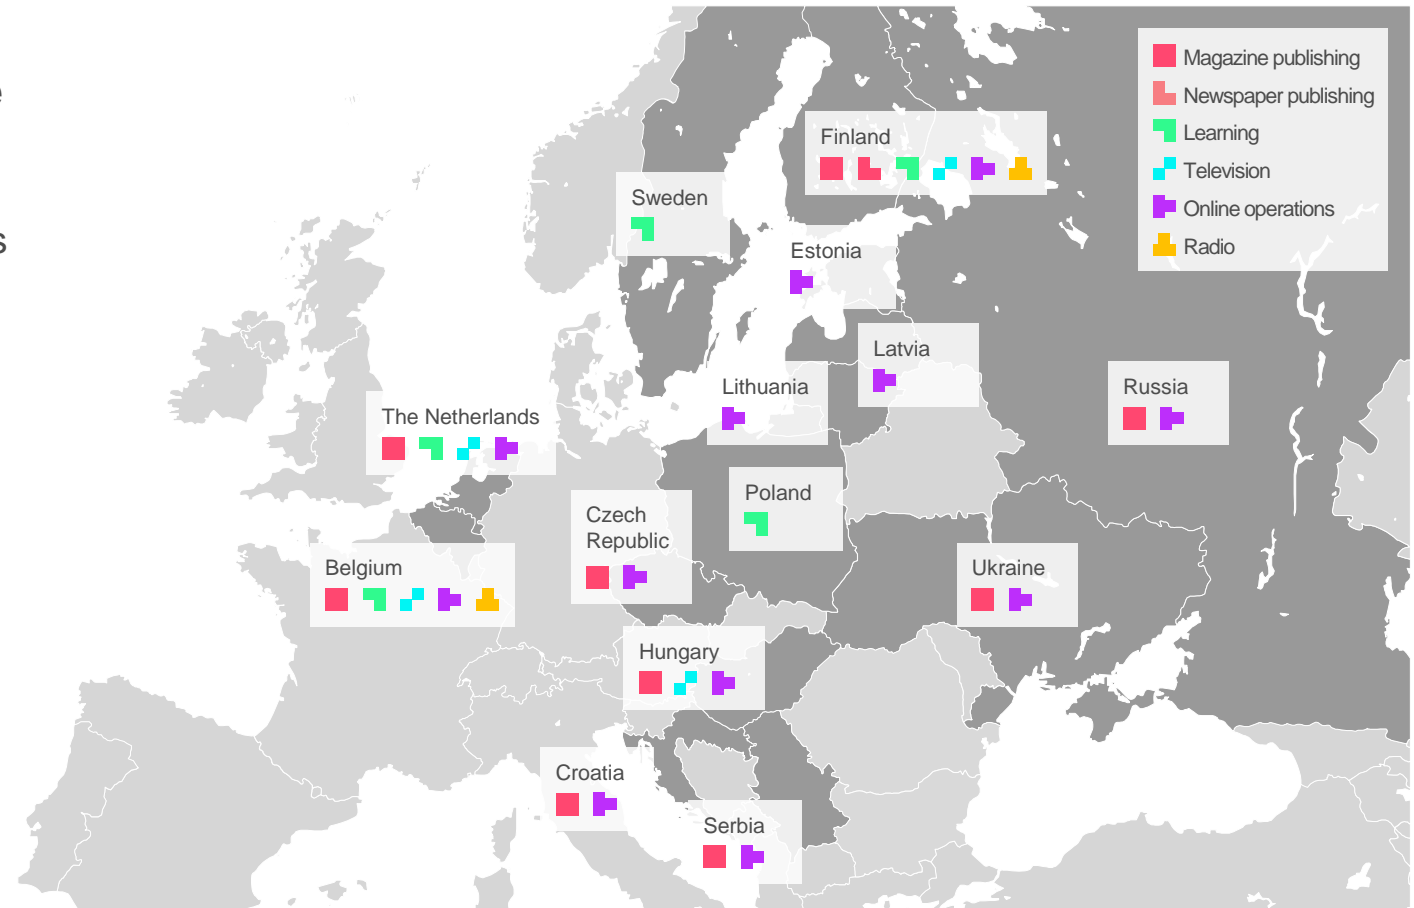 e
s
Magazine publishing
Newspaper publishing
Learning
Television
Online operations
Radio
Finland
Sweden
Estonia
Latvia
Lithuania
Russia
The Netherlands
Poland
Czech
Republic
Belgium
Ukraine
Hungary
Croatia
Serbia